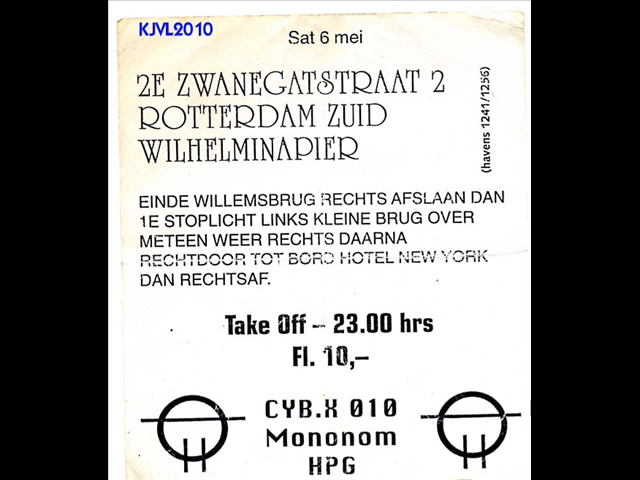 KJVL2010
Sat 6 mei
2E ZWANEGATSTRAAT 2
ROTTERDAM ZUID
WILHELMINAPIER
(havens 1241/1256)
EINDE WILLEMSBRUG RECHTS AFSLAAN DAN
1E STOPLICHT LINKS KLEINE BRUG OVER
METEEN WEER RECHTS DAARNA
RECHTDOOR TOT BORD HOTEL NEW YORK
DAN RECHTSAF.
Take Off – 23.00 hrs
Fl. 10,–
CYB.X 010
Mononom
HPG